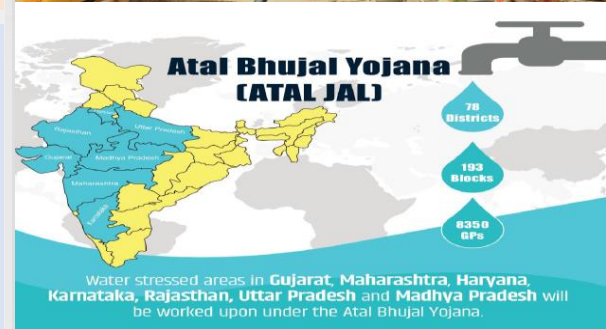 Atal Bhujal Yojana
(ATAL JAL)
78
Districts
193
Blocks
8350
GPs
Rajasthan
Uttar Pradesh
Gujarat
Madhya Pradesh
Maharashtra
Karnataka
Water stressed areas in Gujarat, Maharashtra, Haryana,
Karnataka, Rajasthan, Uttar Pradesh and Madhya Pradesh will
be worked upon under the Atal Bhujal Yojana.